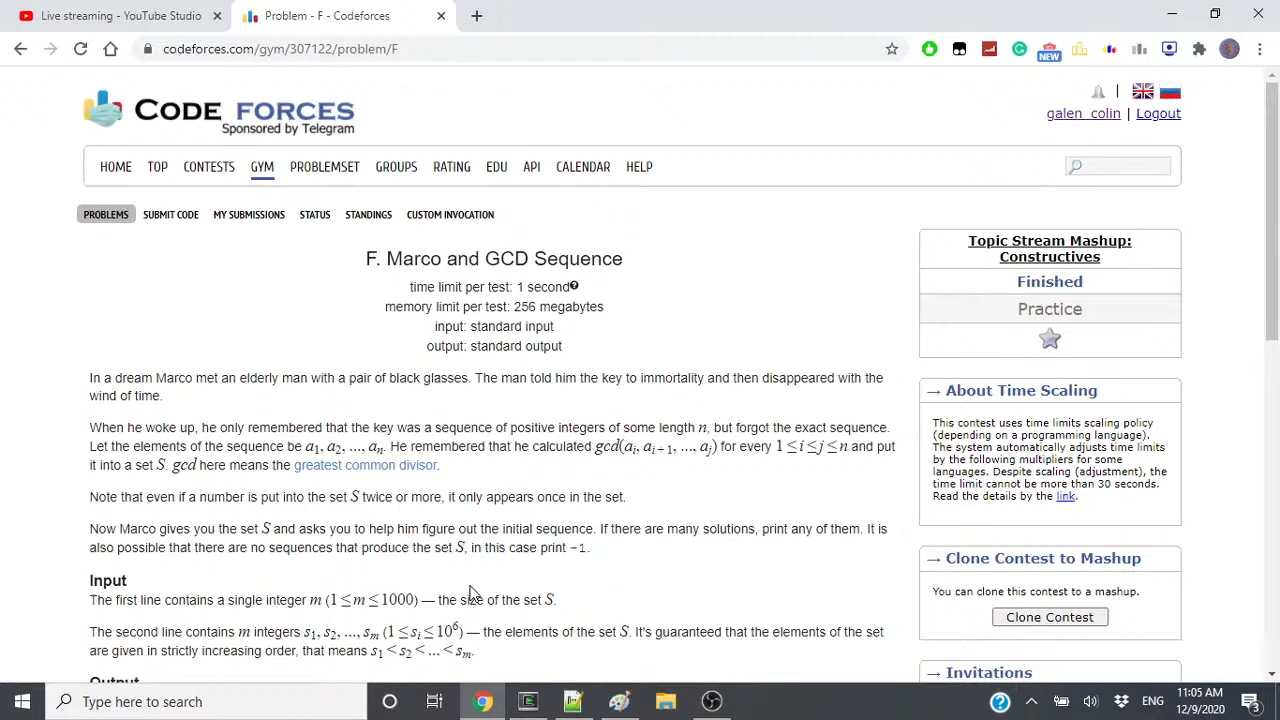 Live streaming - YouTube Studio
Problem - F - Codeforces
codeforces.com/gym/307122/problem/F
NEW
CODE FORCES
Sponsored by Telegram
galen_colin | Logout
HOME TOP CONTESTS GYM PROBLEMSET GROUPS RATING EDU API CALENDAR HELP
PROBLEMS SUBMIT CODE MY SUBMISSIONS STATUS STANDINGS CUSTOM INVOCATION
F. Marco and GCD Sequence
time limit per test: 1 second
memory limit per test: 256 megabytes
input: standard input
output: standard output
In a dream Marco met an elderly man with a pair of black glasses. The man told him the key to immortality and then disappeared with the
wind of time.
When he woke up, he only remembered that the key was a sequence of positive integers of some length n, but forgot the exact sequence.
Let the elements of the sequence be a1, a2, ..., an. He remembered that he calculated gcd(ai, ai + 1, ..., aj) for every 1 ≤ i ≤ j ≤ n and put
it into a set S. gcd here means the greatest common divisor.
Note that even if a number is put into the set S twice or more, it only appears once in the set.
Now Marco gives you the set S and asks you to help him figure out the initial sequence. If there are many solutions, print any of them. It is
also possible that there are no sequences that produce the set S, in this case print -1.
Input
The first line contains a single integer m (1 ≤ m ≤ 1000) — the size of the set S.
The second line contains m integers s1, s2, ..., sm (1 ≤ si ≤ 10^6) — the elements of the set S. It's guaranteed that the elements of the set
are given in strictly increasing order, that means s1 < s2 < ... < sm.
Output
Topic Stream Mashup:
Constructives
Finished
Practice
→ About Time Scaling
This contest uses time limits scaling policy
(depending on a programming language).
The system automatically adjusts time limits
by the following multipliers for some
languages. Despite scaling (adjustment), the
time limit cannot be more than 30 seconds.
Read the details by the link.
→ Clone Contest to Mashup
You can clone this contest to a mashup.
Clone Contest
→ Invitations
Type here to search
ENG
11:05 AM
12/9/2020
3